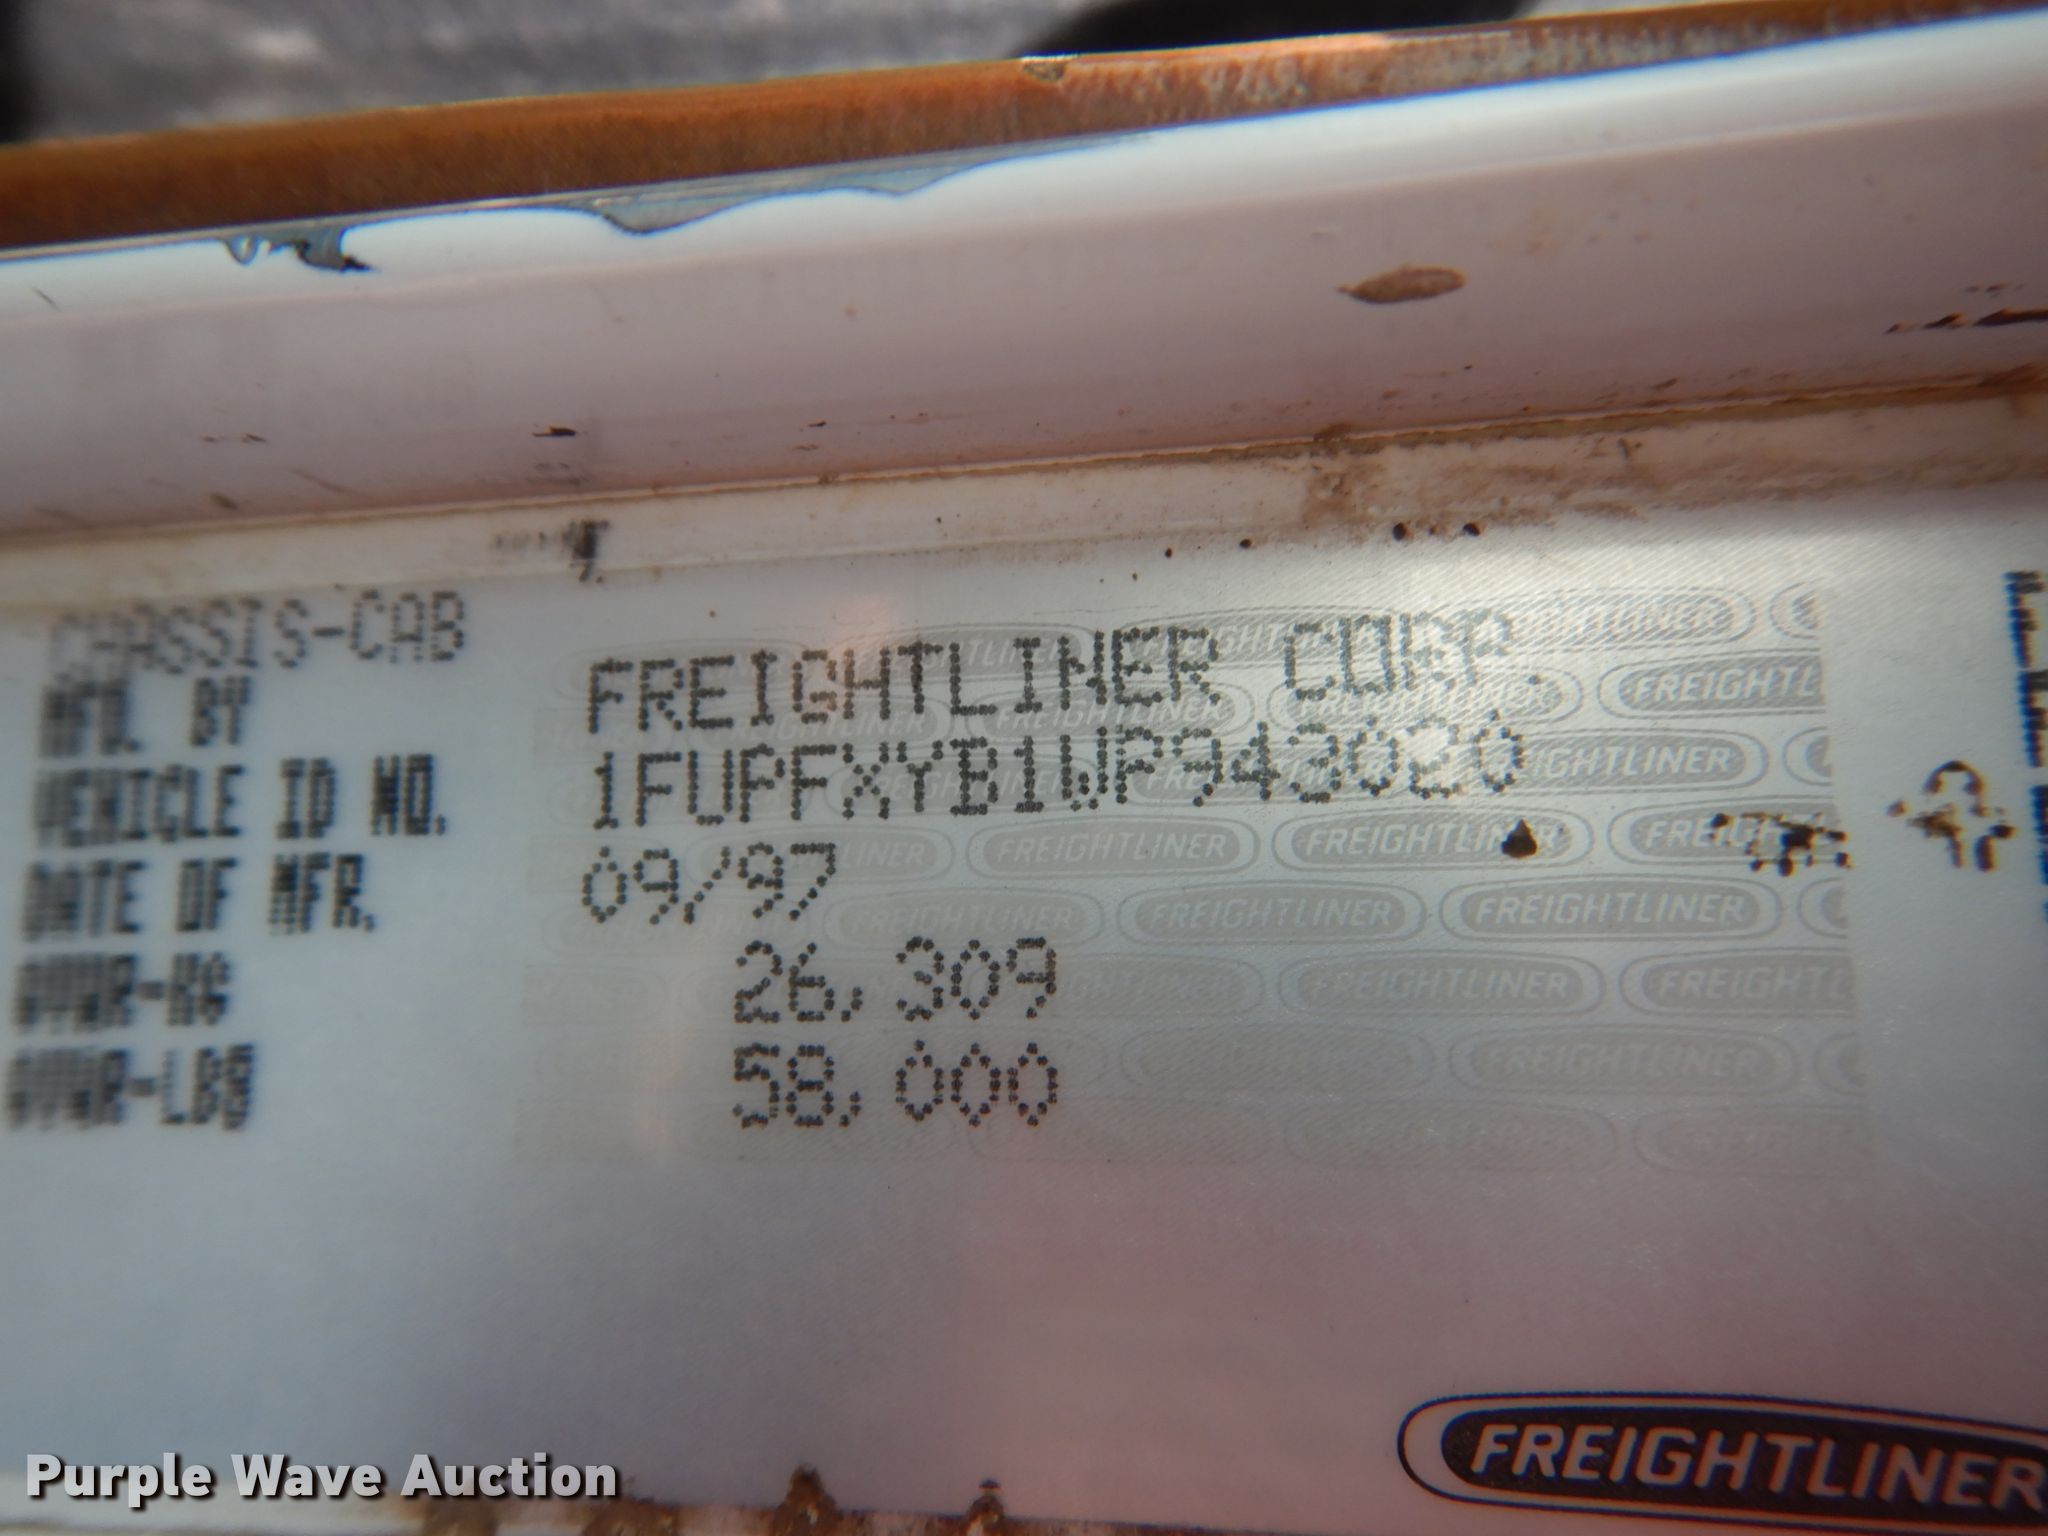 CHASSIS-CAB
MFD. BY FREIGHTLINER CORP.
VEHICLE ID NO. 1FUPFXYB1WP943020
DATE OF MFR. 09/97
GVWR-KG 26,309
GVWR-LBS 58,000
FREIGHTLINER
Purple Wave Auction